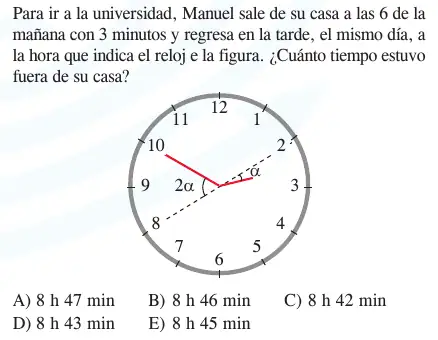 Para ir a la universidad, Manuel sale de su casa a las 6 de la
mañana con 3 minutos y regresa en la tarde, el mismo día, a
la hora que indica el reloj e la figura. ¿Cuánto tiempo estuvo
fuera de su casa?
12
11 1
10 2
α
9 2α 3
8 4
7 5
6
A) 8 h 47 min B) 8 h 46 min C) 8 h 42 min
D) 8 h 43 min E) 8 h 45 min